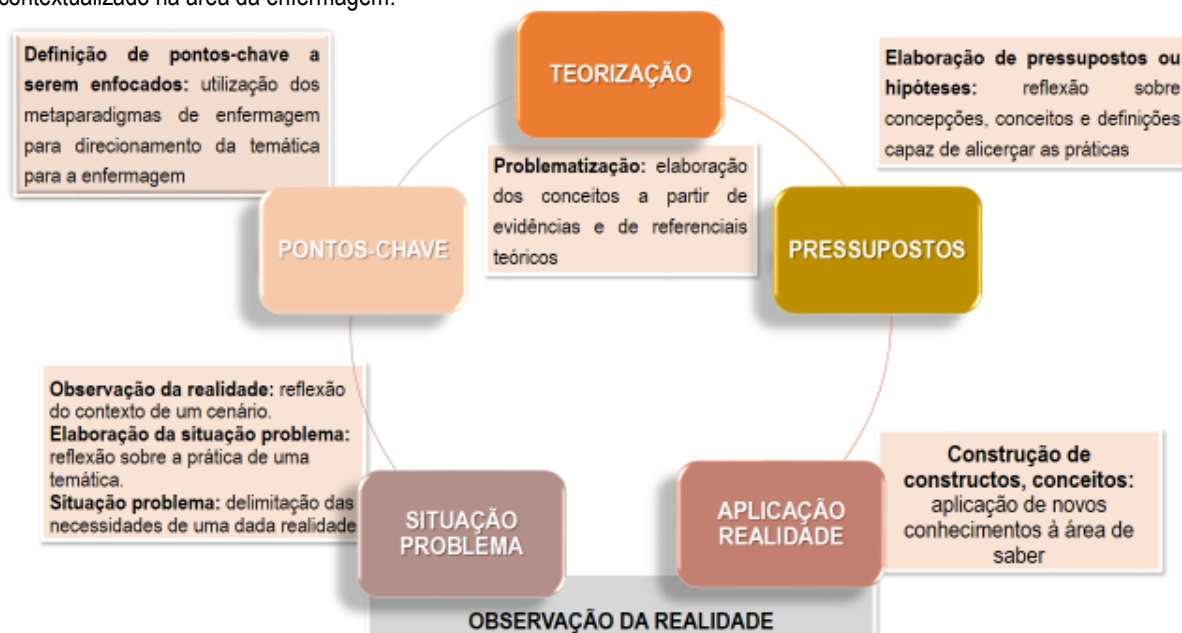 contextualizado na área da enfermagem.
Definição de pontos-chave a
serem enfocados: utilização dos
metaparadigmas de enfermagem
para direcionamento da temática
para a enfermagem
TEORIZAÇÃO
Elaboração de pressupostos ou
hipóteses: reflexão sobre
concepções, conceitos e definições
capaz de alicerçar as práticas
Problematização: elaboração
dos conceitos a partir de
evidências e de referenciais
teóricos
PONTOS-CHAVE
PRESSUPOSTOS
Observação da realidade: reflexão
do contexto de um cenário.
Elaboração da situação problema:
reflexão sobre a prática de uma
temática.
Situação problema: delimitação das
necessidades de uma dada realidade
SITUAÇÃO
PROBLEMA
APLICAÇÃO
REALIDADE
Construção de
constructos, conceitos:
aplicação de novos
conhecimentos à área de
saber
OBSERVAÇÃO DA REALIDADE